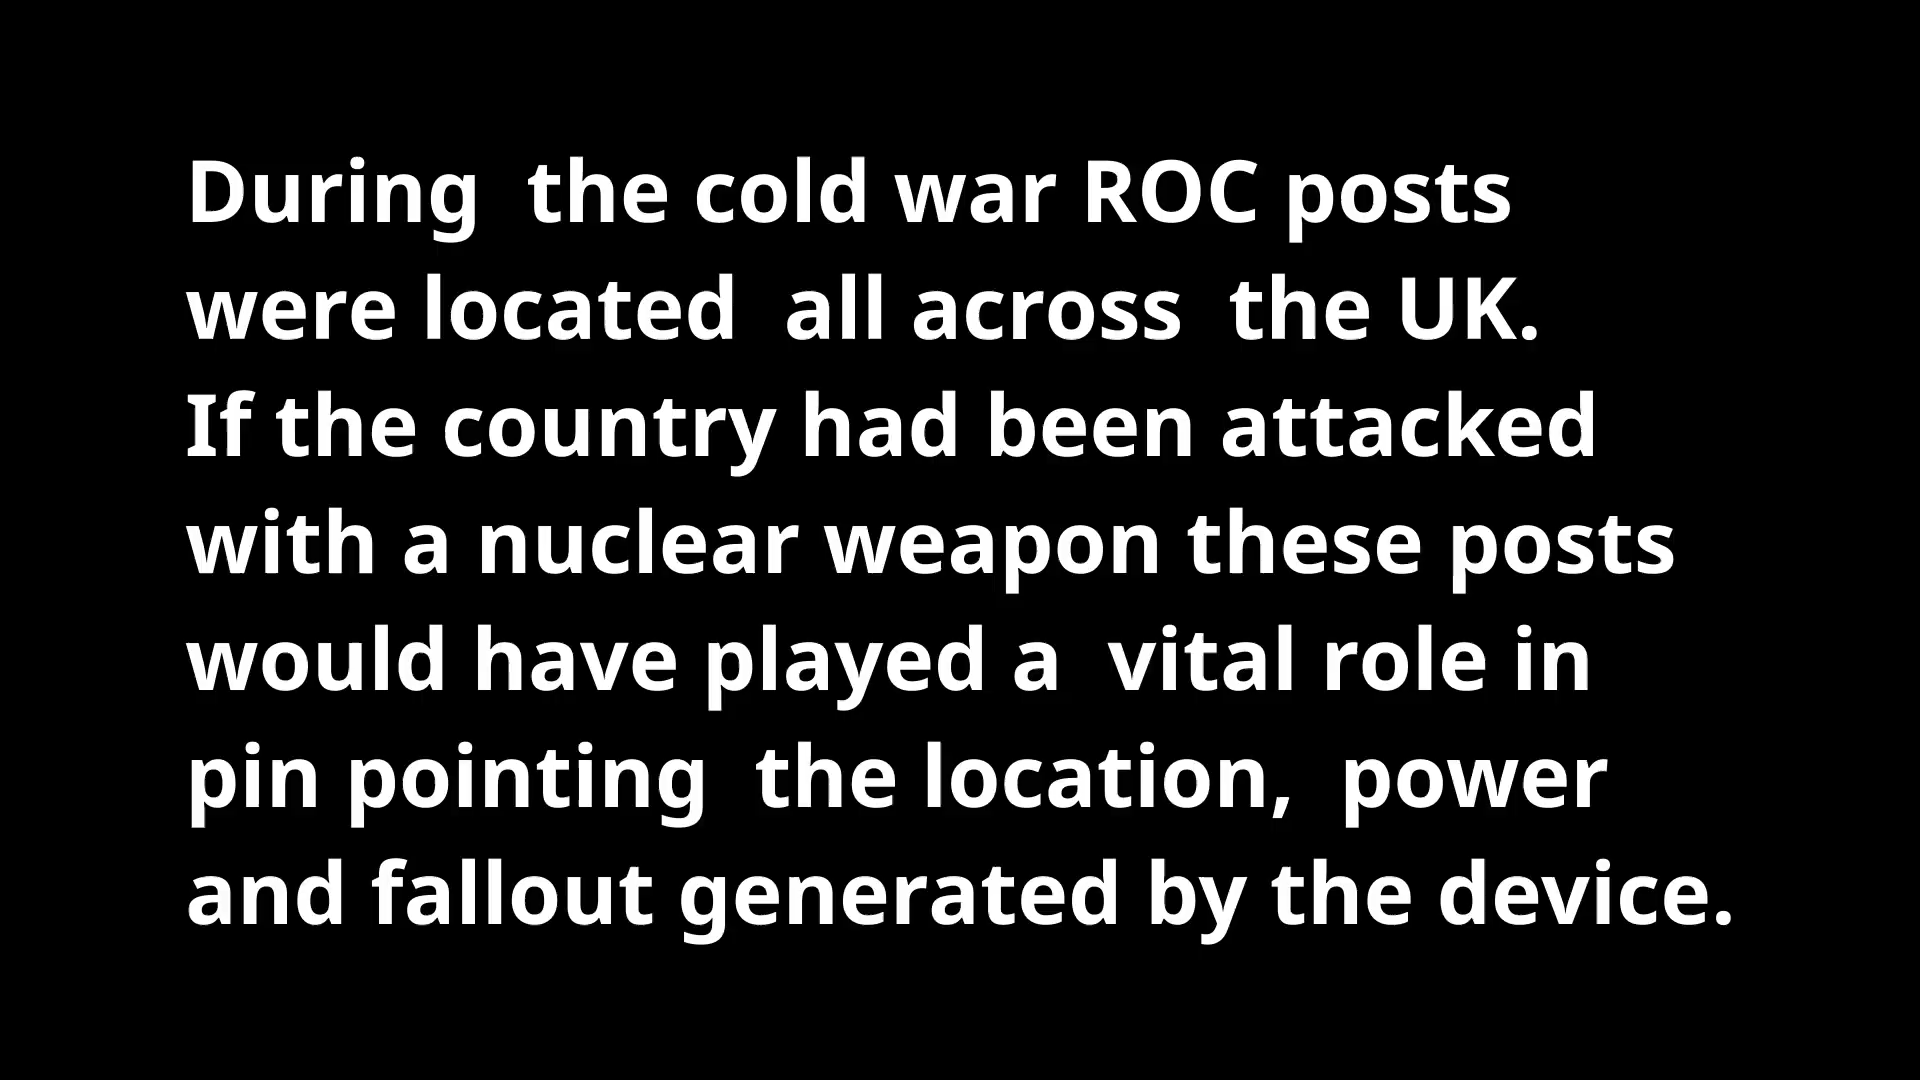 During  the cold war ROC posts
were located  all across  the UK.
If the country had been attacked
with a nuclear weapon these posts
would have played a  vital role in
pin pointing  the location,  power
and fallout generated by the device.